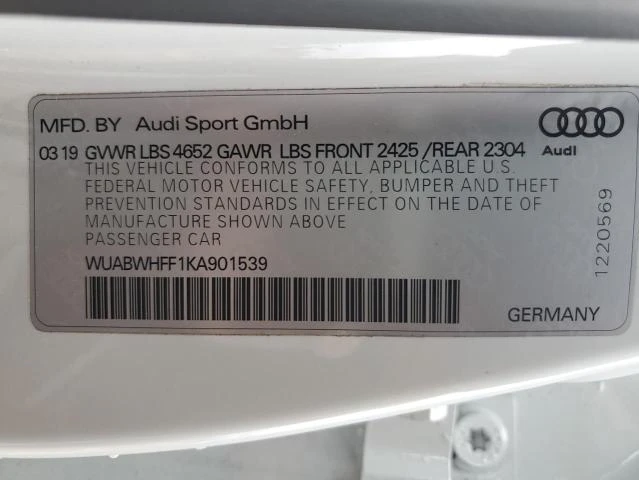 MFD. BY Audi Sport GmbH
03 19 GVWR LBS 4652 GAWR LBS FRONT 2425 /REAR 2304
Audi
THIS VEHICLE CONFORMS TO ALL APPLICABLE U.S.
FEDERAL MOTOR VEHICLE SAFETY, BUMPER AND THEFT
PREVENTION STANDARDS IN EFFECT ON THE DATE OF
MANUFACTURE SHOWN ABOVE
PASSENGER CAR
WUABWHFF1KA901539
1220569
GERMANY